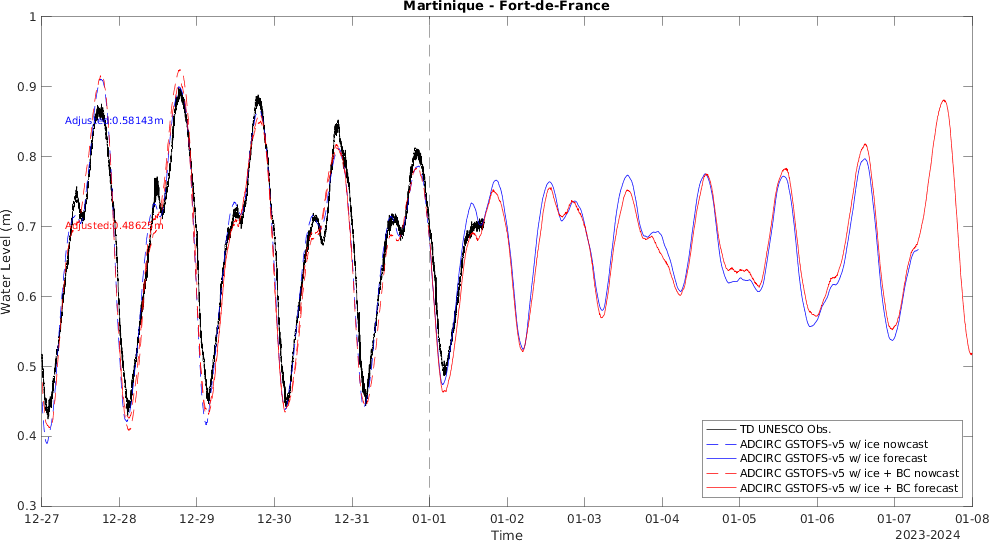 Martinique - Fort-de-France
1
0.9
0.8
0.7
0.6
0.5
0.4
0.3
Water Level (m)
Adjusted:0.58143m
Adjusted:0.48625m
TD UNESCO Obs.
ADCIRC GSTOFS-v5 w/ ice nowcast
ADCIRC GSTOFS-v5 w/ ice forecast
ADCIRC GSTOFS-v5 w/ ice + BC nowcast
ADCIRC GSTOFS-v5 w/ ice + BC forecast
12-27 12-28 12-29 12-30 12-31 01-01 01-02 01-03 01-04 01-05 01-06 01-07 01-08
Time
2023-2024